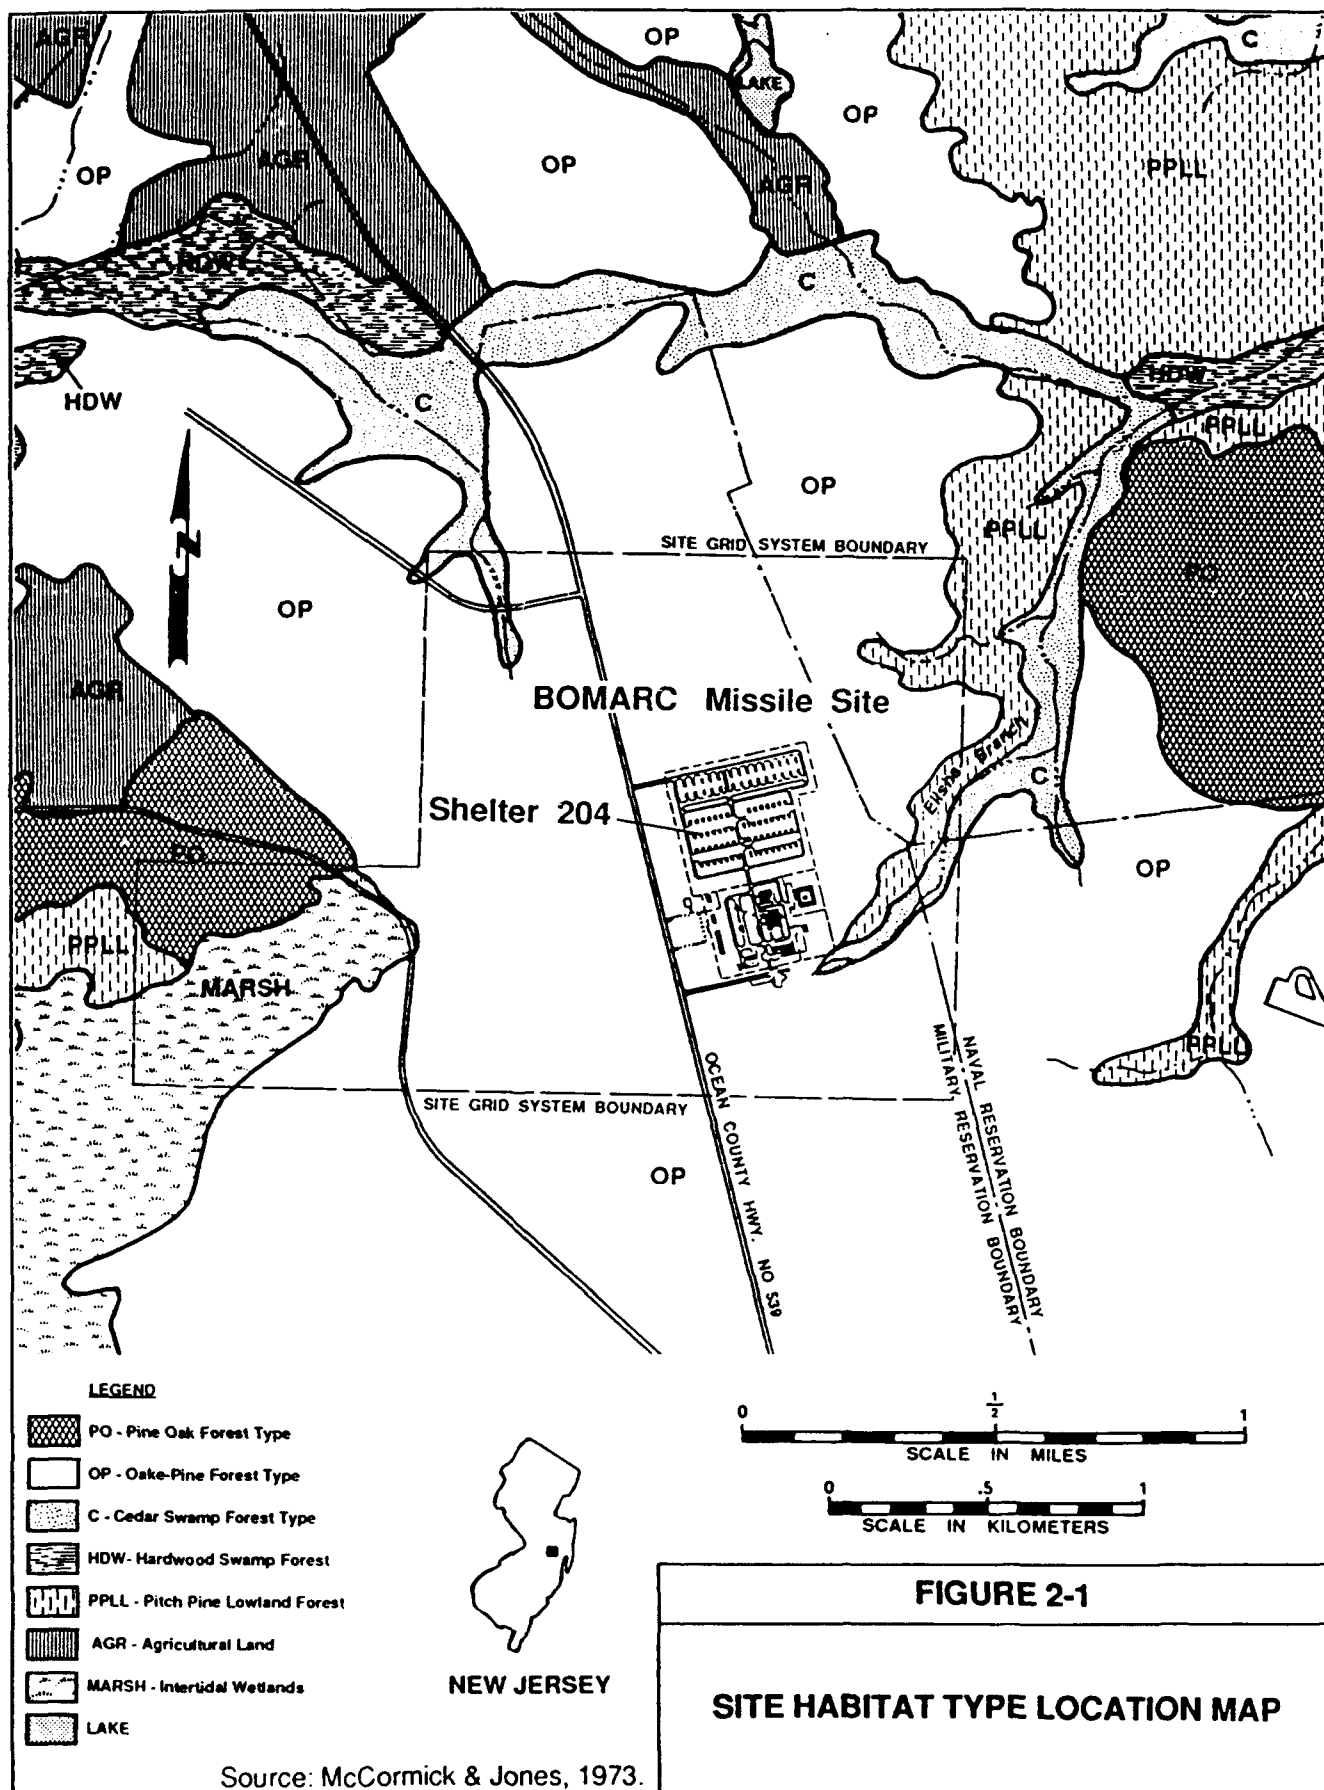 AGR
OP
C
LAKE
OP
OP
AGR
OP
AGR
PPLL
HDW
C
HDW
HDW
C
PPLL
OP
PPLL
SITE GRID SYSTEM BOUNDARY
PO
N
OP
AGR
BOMARC Missile Site
Elisha Branch
C
Shelter 204
PO
OP
PPLL
MARSH
PPLL
SITE GRID SYSTEM BOUNDARY
OCEAN COUNTY HWY. NO 539
NAVAL RESERVATION BOUNDARY
MILITARY RESERVATION BOUNDARY
OP
LEGEND
PO - Pine Oak Forest Type
OP - Oake-Pine Forest Type
C - Cedar Swamp Forest Type
HDW- Hardwood Swamp Forest
PPLL - Pitch Pine Lowland Forest
AGR - Agricultural Land
MARSH - Intertidal Wetlands
LAKE
NEW JERSEY
0 1/2 1
SCALE IN MILES
0 .5 1
SCALE IN KILOMETERS
FIGURE 2-1
SITE HABITAT TYPE LOCATION MAP
Source: McCormick & Jones, 1973.